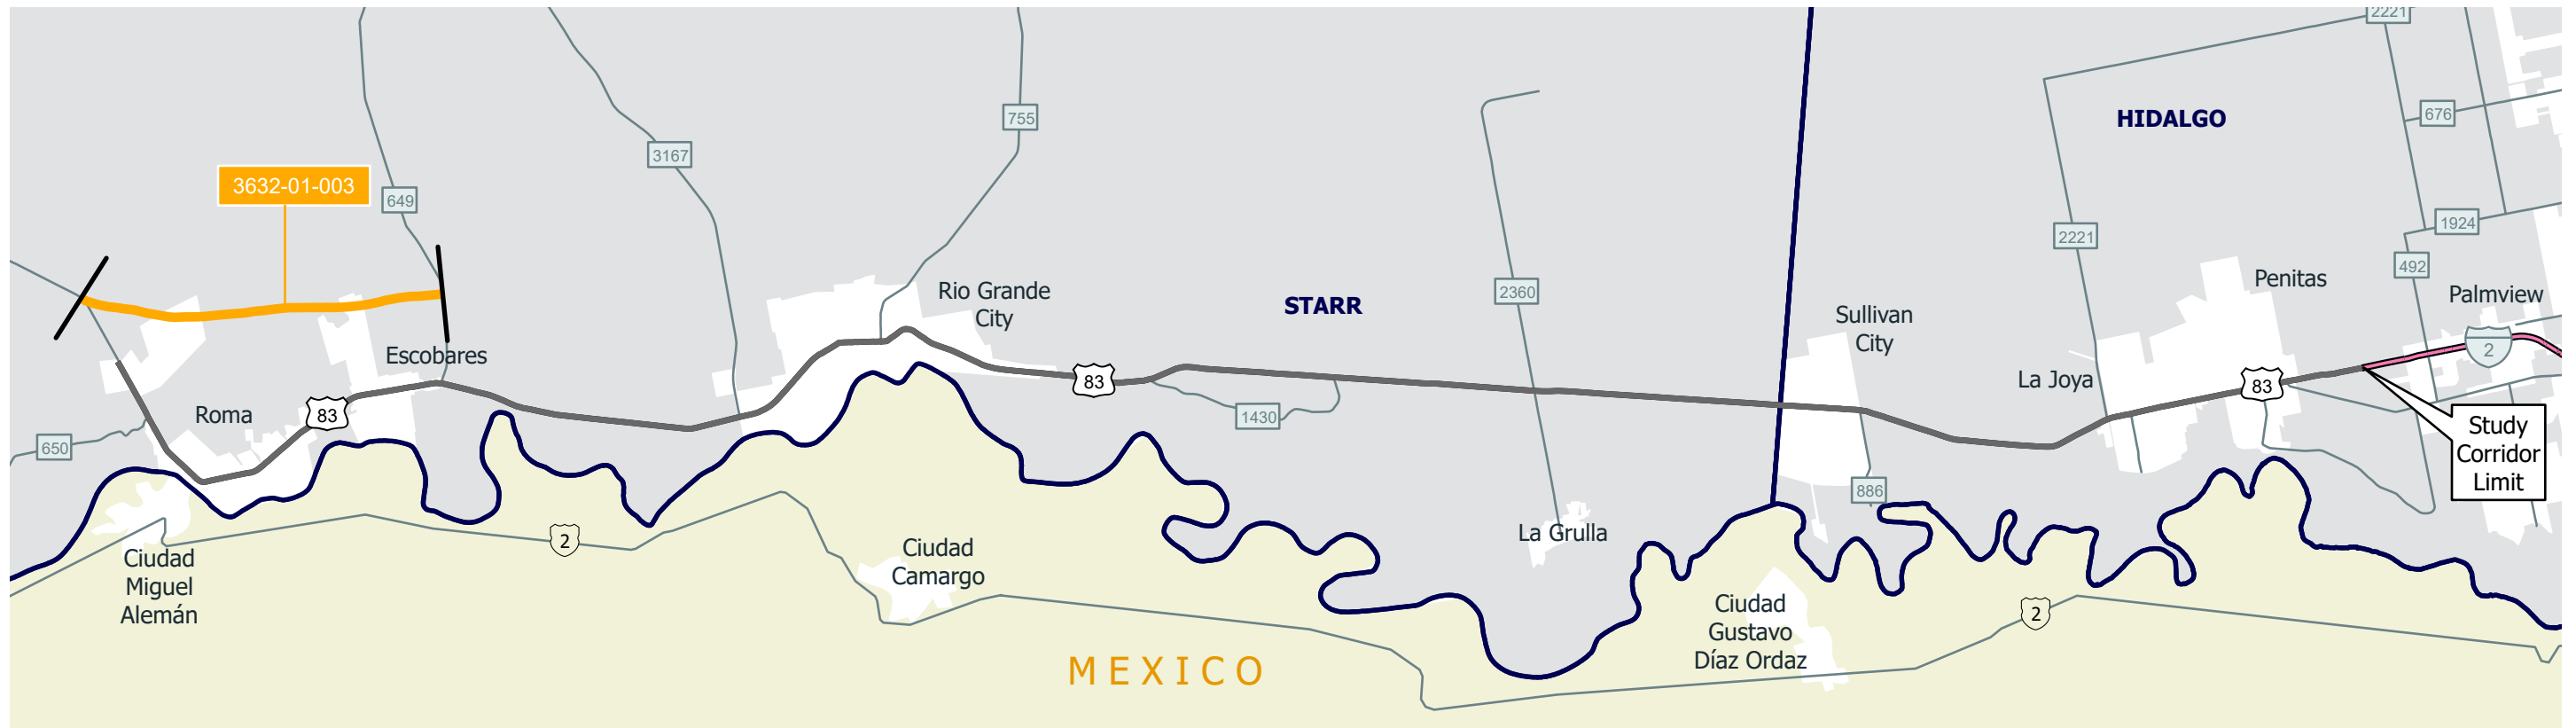 2221
HIDALGO
676
755
3167
3632-01-003
649
1924
2221
492
Rio Grande
City
STARR
2360
Penitas
Palmview
Sullivan
City
Escobares
2
La Joya
83
83
83
Roma
1430
Study
Corridor
Limit
650
886
2
Ciudad
Miguel
Alemán
Ciudad
Camargo
La Grulla
Ciudad
Gustavo
Díaz Ordaz
2
MEXICO